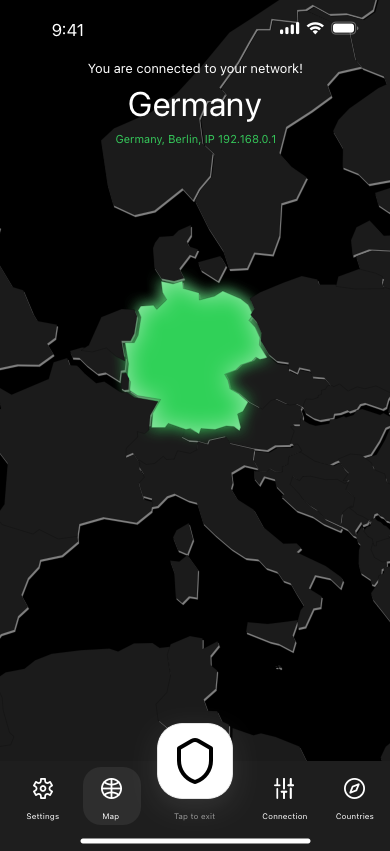 9:41
You are connected to your network!
Germany
Germany, Berlin, IP 192.168.0.1
Settings
Map
Tap to exit
Connection
Countries